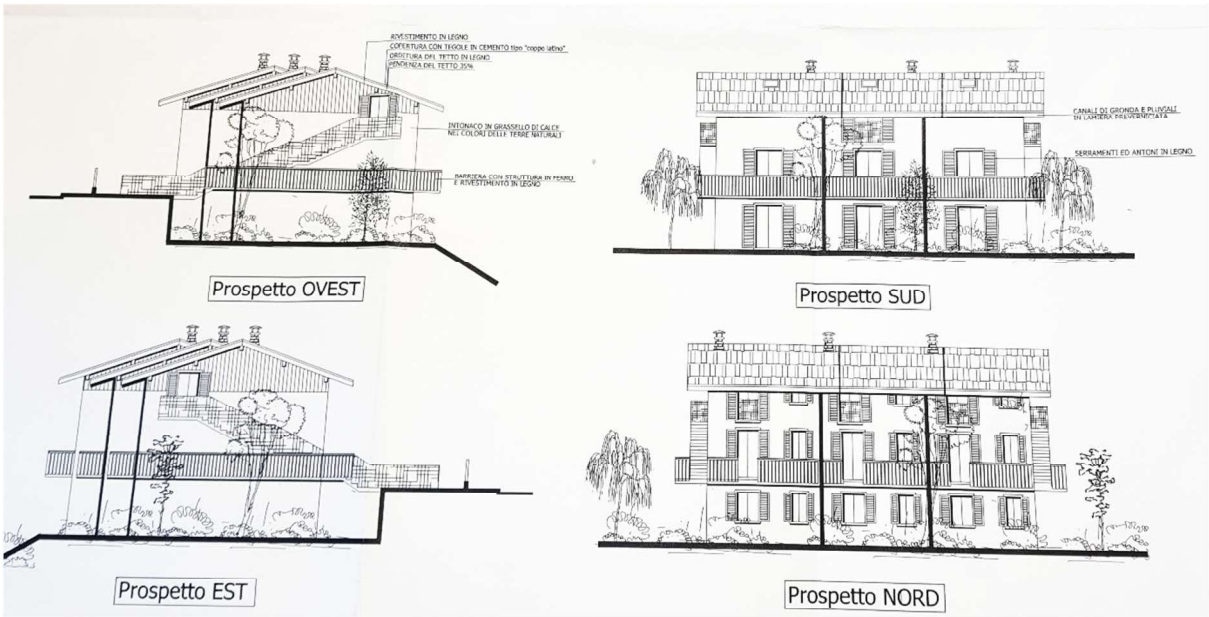 RIVESTIMENTO IN LEGNO
COPERTURA CON TEGOLE IN CEMENTO tipo "coppo latino"
ORDITURA DEL TETTO IN LEGNO
PENDENZA DEL TETTO 35%
INTONACO IN GRASSELLO DI CALCE
NEI COLORI DELLE TERRE NATURALI
BARRIERA CON STRUTTURA IN FERRO
E RIVESTIMENTO IN LEGNO
Prospetto OVEST
CANALI DI GRONDA E PLUVIALI
IN LAMIERA PREVERNICIATA
SERRAMENTI ED ANTONI IN LEGNO
Prospetto SUD
Prospetto EST
Prospetto NORD